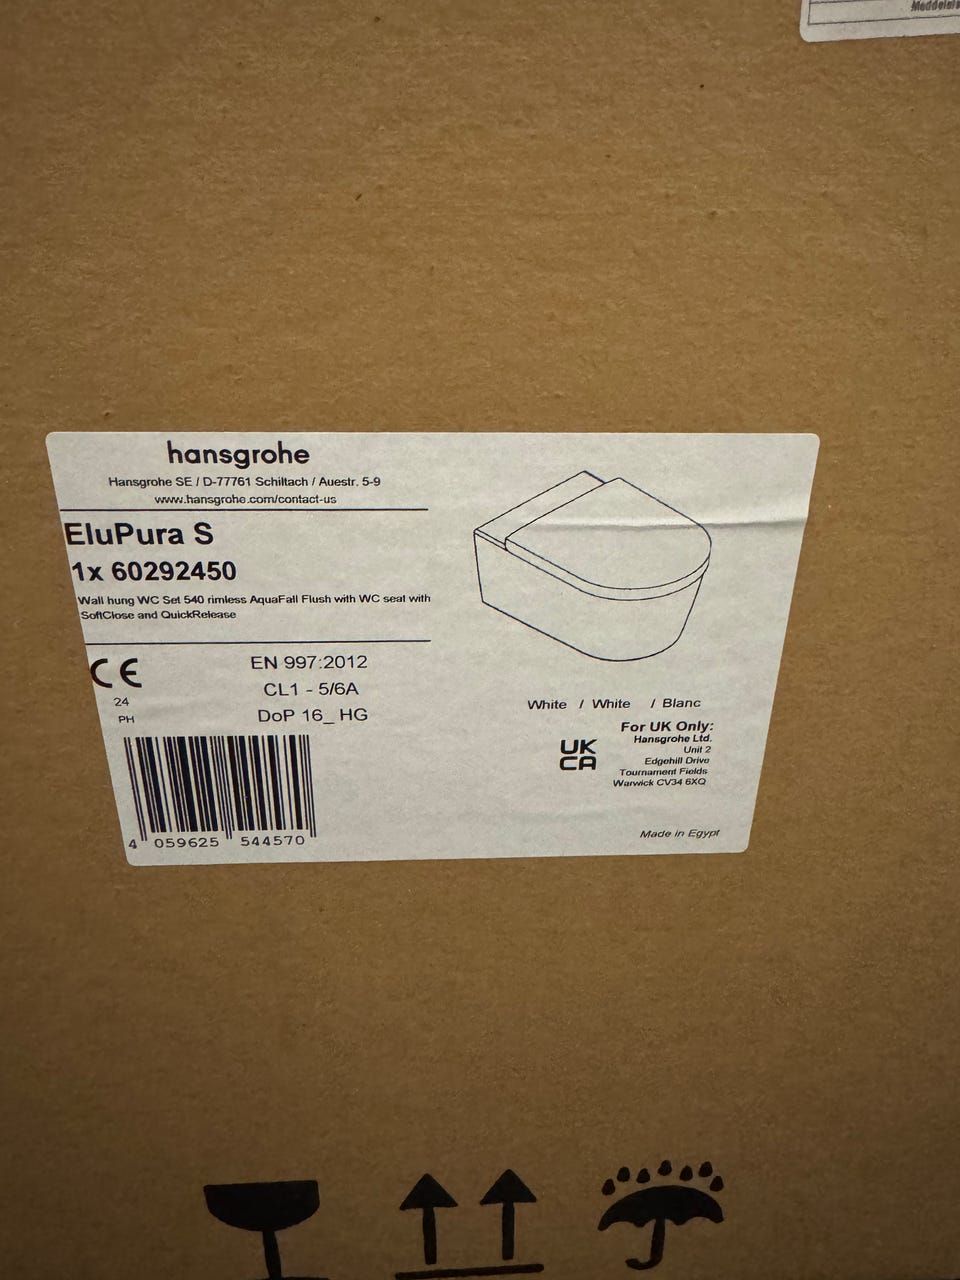 hansgrohe
Hansgrohe SE / D-77761 Schiltach / Auestr. 5-9
www.hansgrohe.com/contact-us
EluPura S
1x 60292450
Wall hung WC Set 540 rimless AquaFall Flush with WC seat with
SoftClose and QuickRelease
CE
24
PH
EN 997:2012
CL1 - 5/6A
DoP 16_ HG
4 059625 544570
White / White / Blanc
UK
CA
For UK Only:
Hansgrohe Ltd.
Unit 2
Edgehill Drive
Tournament Fields
Warwick CV34 6XQ
Made in Egypt